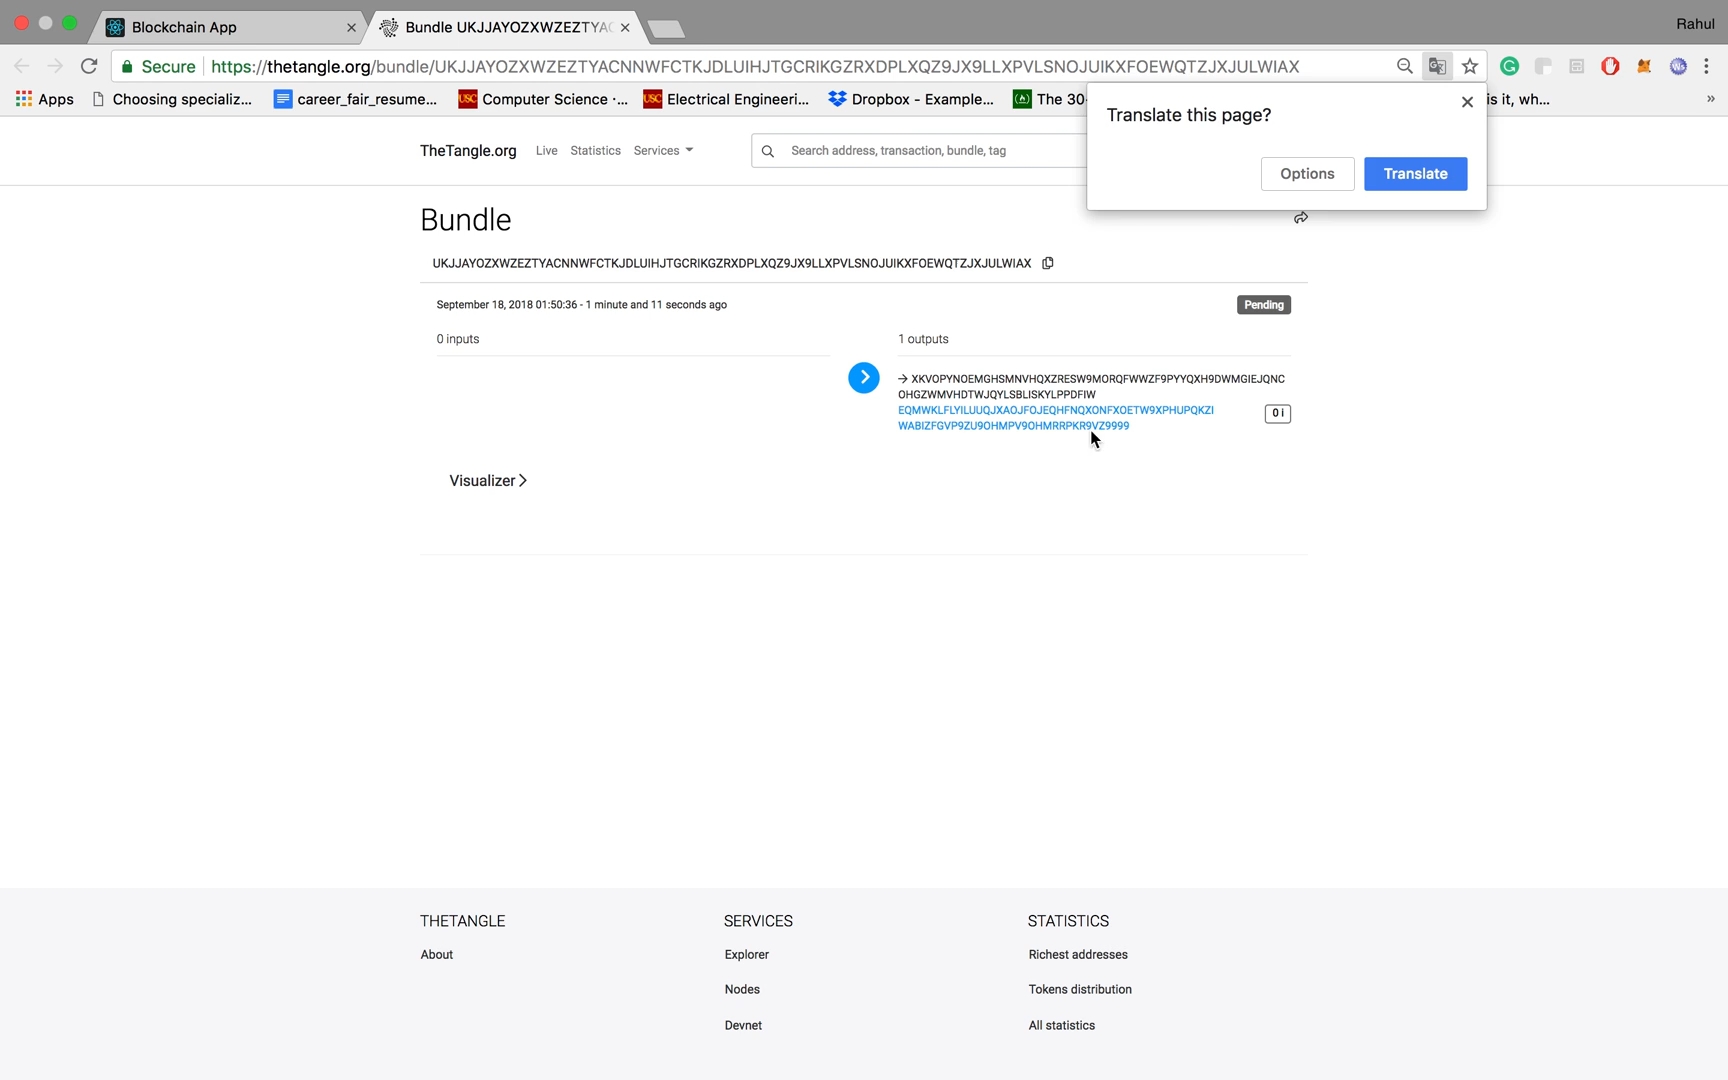 Blockchain App
Bundle UKJJAYOZXWZEZTYAC
Rahul
Secure https://thetangle.org/bundle/UKJJAYOZXWZEZTYACNNWFCTKJDLUIHJTGCRIKGZRXDPLXQZ9JX9LLXPVLSNOJUIKXFOEWQTZJXJULWIAX
Apps Choosing specializ... career_fair_resume... USC Computer Science -... USC Electrical Engineeri... Dropbox - Example... The 30- is it, wh... »
Translate this page?
Options Translate
TheTangle.org Live Statistics Services Search address, transaction, bundle, tag
Bundle
UKJJAYOZXWZEZTYACNNWFCTKJDLUIHJTGCRIKGZRXDPLXQZ9JX9LLXPVLSNOJUIKXFOEWQTZJXJULWIAX
September 18, 2018 01:50:36 - 1 minute and 11 seconds ago
Pending
0 inputs
1 outputs
XKVOPYNOEMGHSMNVHQXZRESW9MORQFWWZF9PYYQXH9DWMGIEJQNC
OHGZWMVHDTWJQYLSBLISKYLPPDFIW
EQMWKLFLYILUUQJXAOJFOJEQHFNQXONFXOETW9XPHUPQKZI
WABIZFGVP9ZU9OHMPV9OHMRRPKR9VZ9999
0 i
Visualizer
THETANGLE
About
SERVICES
Explorer
Nodes
Devnet
STATISTICS
Richest addresses
Tokens distribution
All statistics